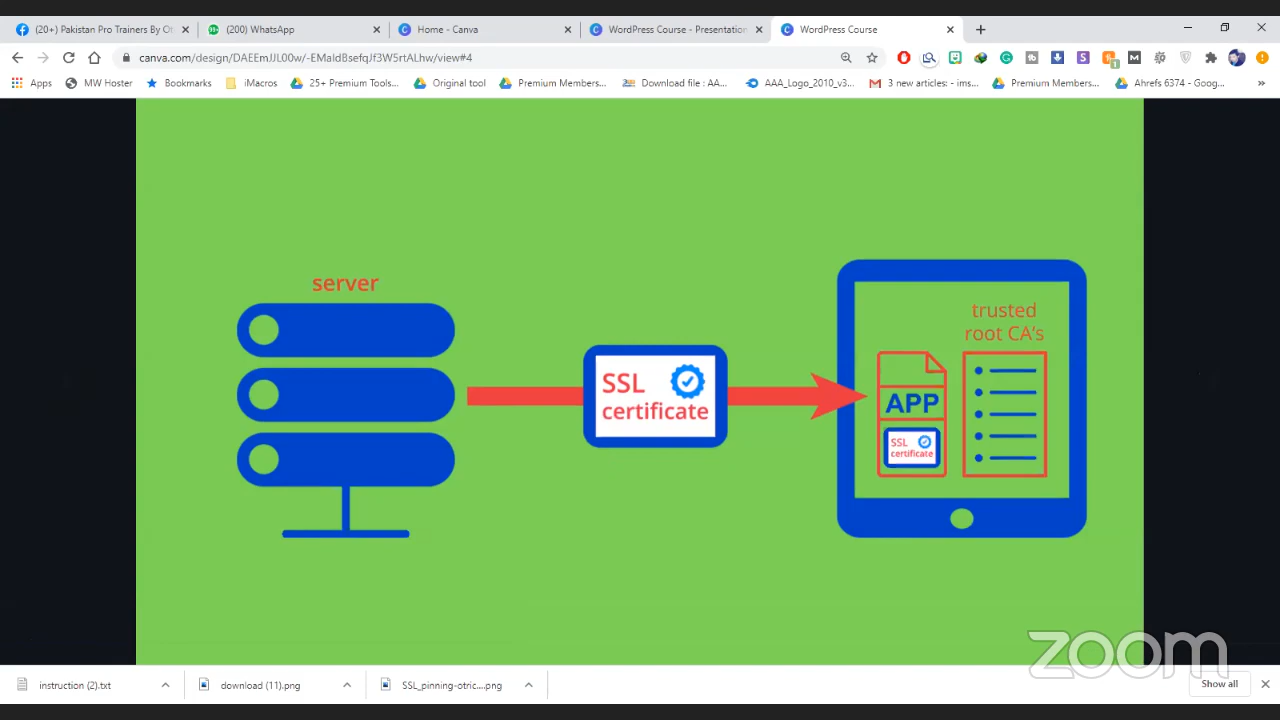 (20+) Pakistan Pro Trainers By Ot
(200) WhatsApp
Home - Canva
WordPress Course - Presentation
WordPress Course
canva.com/design/DAEEnJJL00w/-EMaldBadqJf3W5rtALhw/view#4
Apps
MW Hoster
Bookmarks
iMacros
25+ Premium Tools...
Original tool
Premium Members...
Download file : AA...
AAA_Logo_2010_v3...
3 new articles: - ims...
Premium Members...
Ahrefs 6374 - Goog...
server
SSL
certificate
trusted
root CA's
APP
SSL
certificate
zoom
instruction (2).txt
download (11).png
SSL_pinning-otric....png
Show all